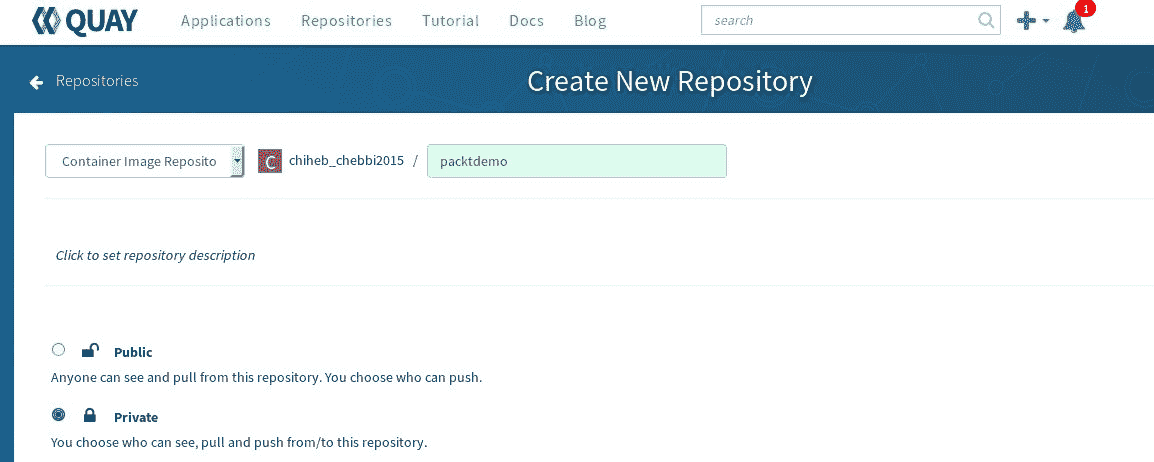 QUAY Applications Repositories Tutorial Docs Blog search 1
Repositories Create New Repository
Container Image Reposito C chiheb_chebbi2015 / packtdemo
Click to set repository description
Public
Anyone can see and pull from this repository. You choose who can push.
Private
You choose who can see, pull and push from/to this repository.